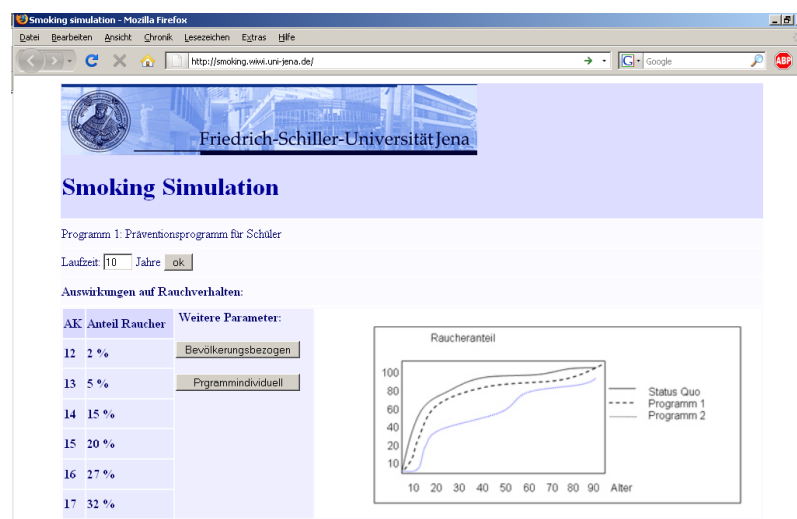 Smoking simulation - Mozilla Firefox
Datei Bearbeiten Ansicht Chronik Lesezeichen Extras Hilfe
http://smoking.wiwi.uni-jena.de/ G Google ABP
Friedrich-Schiller-Universität Jena
Smoking Simulation
Programm 1: Präventionsprogramm für Schüler
Laufzeit: 10 Jahre ok
Auswirkungen auf Rauchverhalten:
AK Anteil Raucher
12 2 %
13 5 %
14 15 %
15 20 %
16 27 %
17 32 %
Weitere Parameter:
Bevölkerungsbezogen
Prgrammindividuell
Raucheranteil
100
80
60
40
20
10
10 20 30 40 50 60 70 80 90 Alter
Status Quo
Programm 1
Programm 2